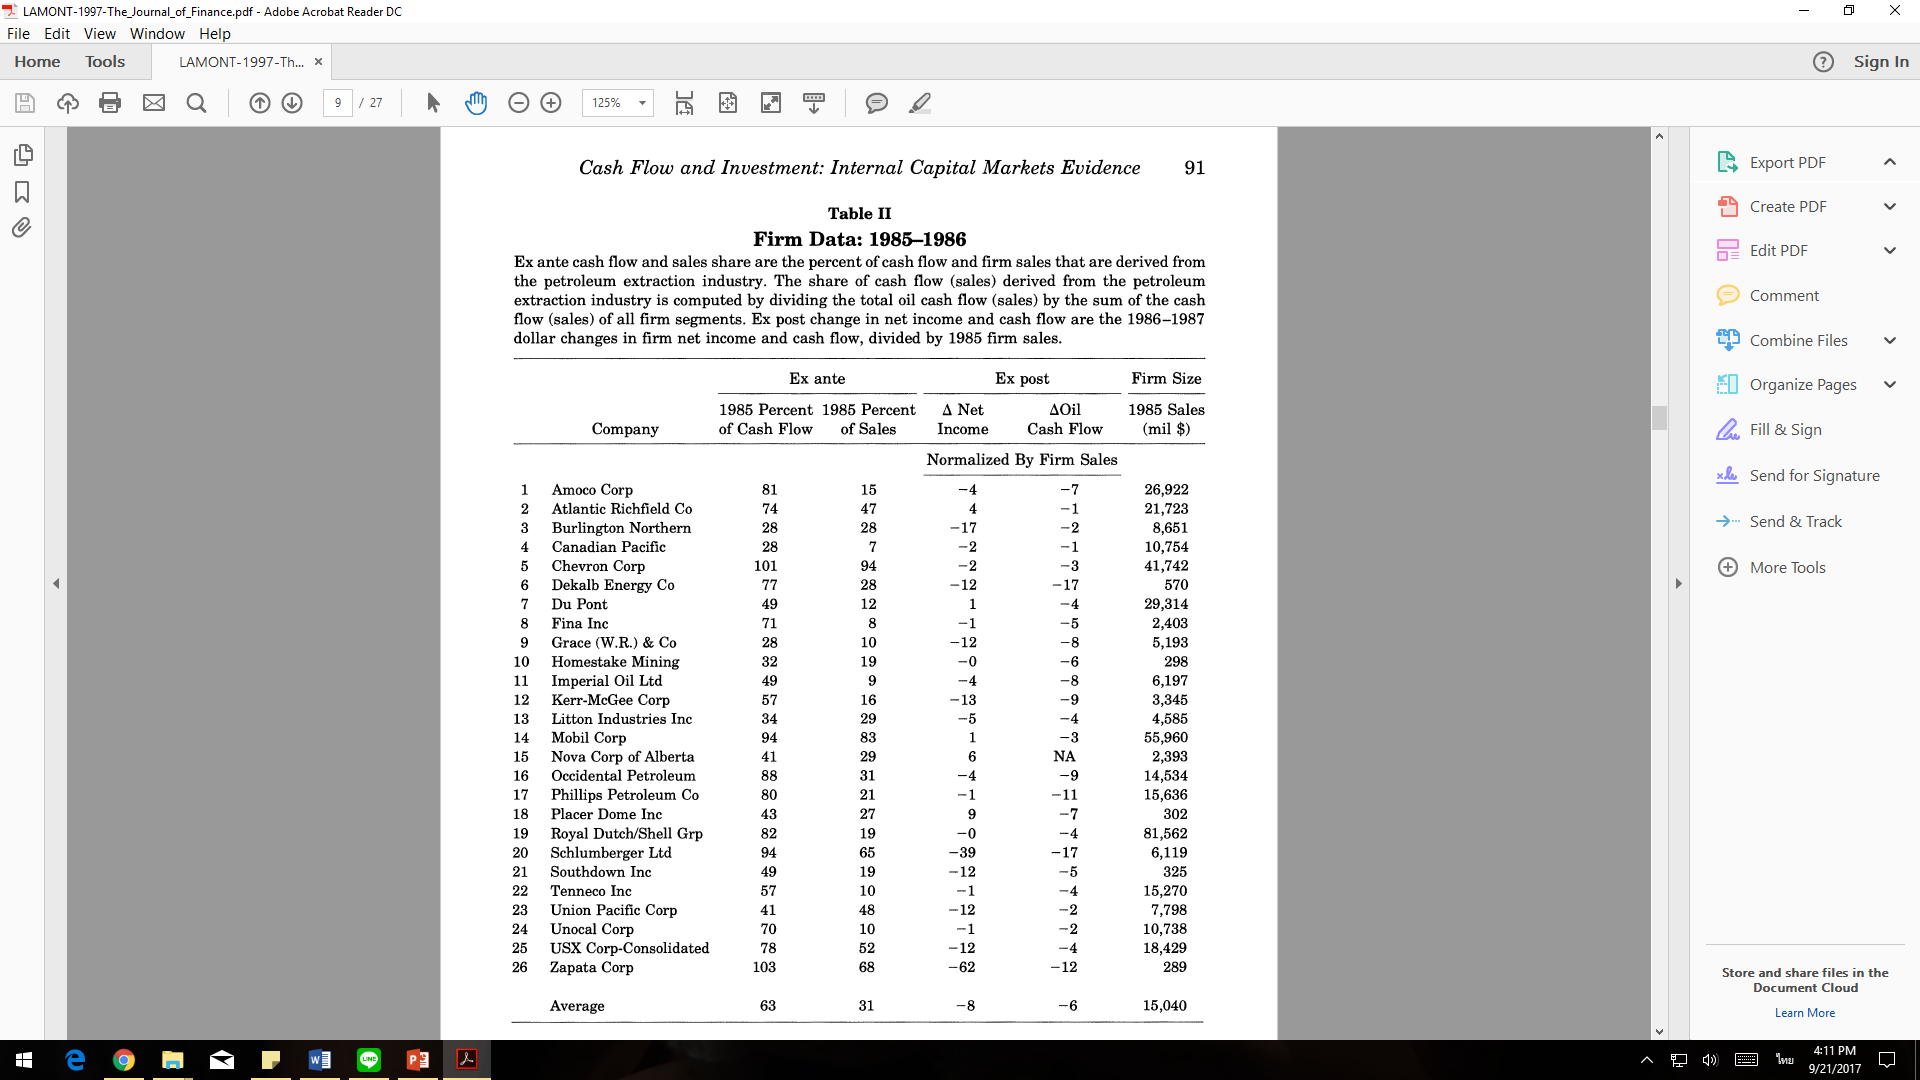 LAMONT-1997-The_Journal_of_Finance.pdf - Adobe Acrobat Reader DC
File Edit View Window Help
Home Tools LAMONT-1997-Th... × Sign In
9 / 27 125%
Cash Flow and Investment: Internal Capital Markets Evidence 91
Table II
Firm Data: 1985–1986
Ex ante cash flow and sales share are the percent of cash flow and firm sales that are derived from
the petroleum extraction industry. The share of cash flow (sales) derived from the petroleum
extraction industry is computed by dividing the total oil cash flow (sales) by the sum of the cash
flow (sales) of all firm segments. Ex post change in net income and cash flow are the 1986–1987
dollar changes in firm net income and cash flow, divided by 1985 firm sales.
Ex ante Ex post Firm Size
1985 Percent 1985 Percent Δ Net ΔOil 1985 Sales
Company of Cash Flow of Sales Income Cash Flow (mil $)
Normalized By Firm Sales
1 Amoco Corp 81 15 −4 −7 26,922
2 Atlantic Richfield Co 74 47 4 −1 21,723
3 Burlington Northern 28 28 −17 −2 8,651
4 Canadian Pacific 28 7 −2 −1 10,754
5 Chevron Corp 101 94 −2 −3 41,742
6 Dekalb Energy Co 77 28 −12 −17 570
7 Du Pont 49 12 1 −4 29,314
8 Fina Inc 71 8 −1 −5 2,403
9 Grace (W.R.) & Co 28 10 −12 −8 5,193
10 Homestake Mining 32 19 −0 −6 298
11 Imperial Oil Ltd 49 9 −4 −8 6,197
12 Kerr-McGee Corp 57 16 −13 −9 3,345
13 Litton Industries Inc 34 29 −5 −4 4,585
14 Mobil Corp 94 83 1 −3 55,960
15 Nova Corp of Alberta 41 29 6 NA 2,393
16 Occidental Petroleum 88 31 −4 −9 14,534
17 Phillips Petroleum Co 80 21 −1 −11 15,636
18 Placer Dome Inc 43 27 9 −7 302
19 Royal Dutch/Shell Grp 82 19 −0 −4 81,562
20 Schlumberger Ltd 94 65 −39 −17 6,119
21 Southdown Inc 49 19 −12 −5 325
22 Tenneco Inc 57 10 −1 −4 15,270
23 Union Pacific Corp 41 48 −12 −2 7,798
24 Unocal Corp 70 10 −1 −2 10,738
25 USX Corp-Consolidated 78 52 −12 −4 18,429
26 Zapata Corp 103 68 −62 −12 289
Average 63 31 −8 −6 15,040
Export PDF
Create PDF
Edit PDF
Comment
Combine Files
Organize Pages
Fill & Sign
Send for Signature
Send & Track
More Tools
Store and share files in the
Document Cloud
Learn More
ไทย
4:11 PM
9/21/2017